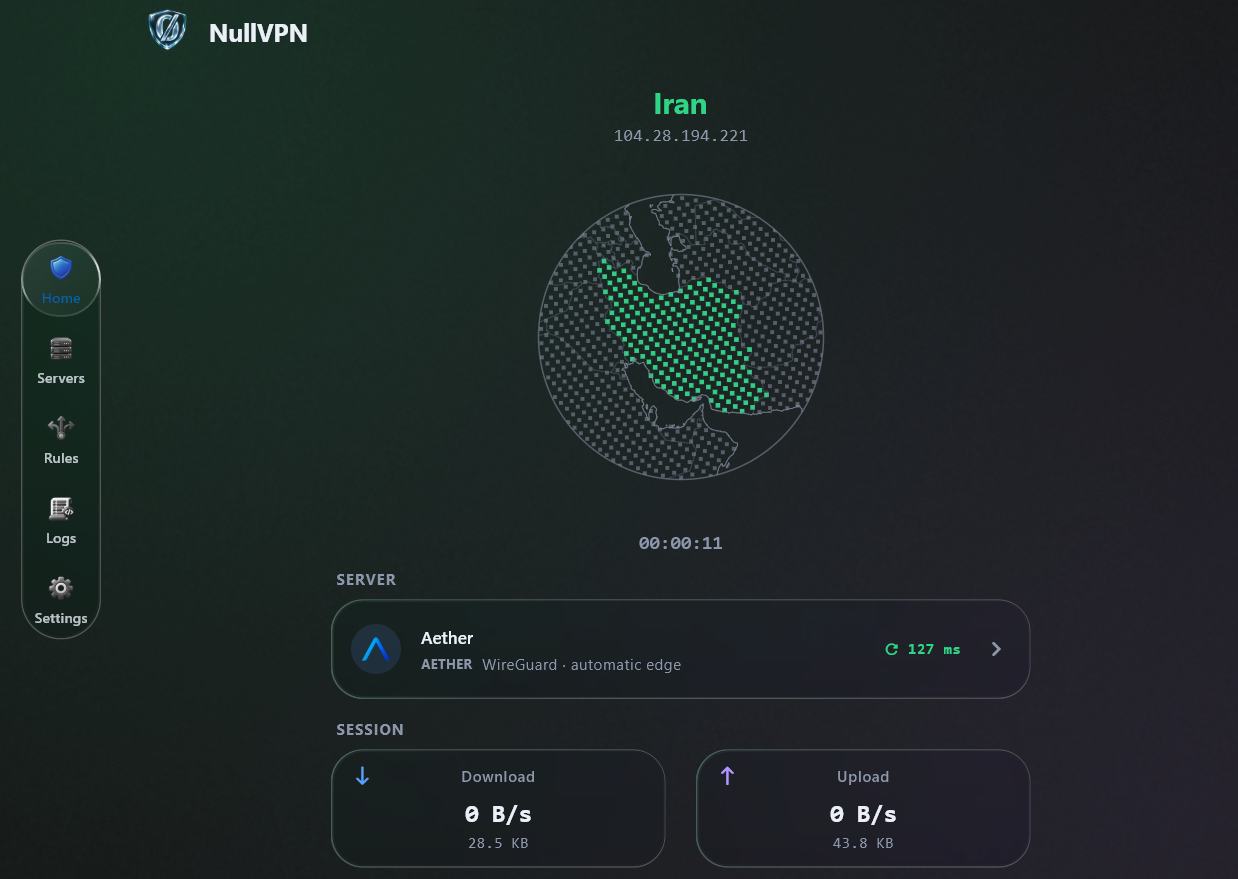 NullVPN
Iran
104.28.194.221
Home
Servers
Rules
Logs
Settings
00:00:11
SERVER
Aether
127 ms
AETHER WireGuard · automatic edge
SESSION
Download
0 B/s
28.5 KB
Upload
0 B/s
43.8 KB